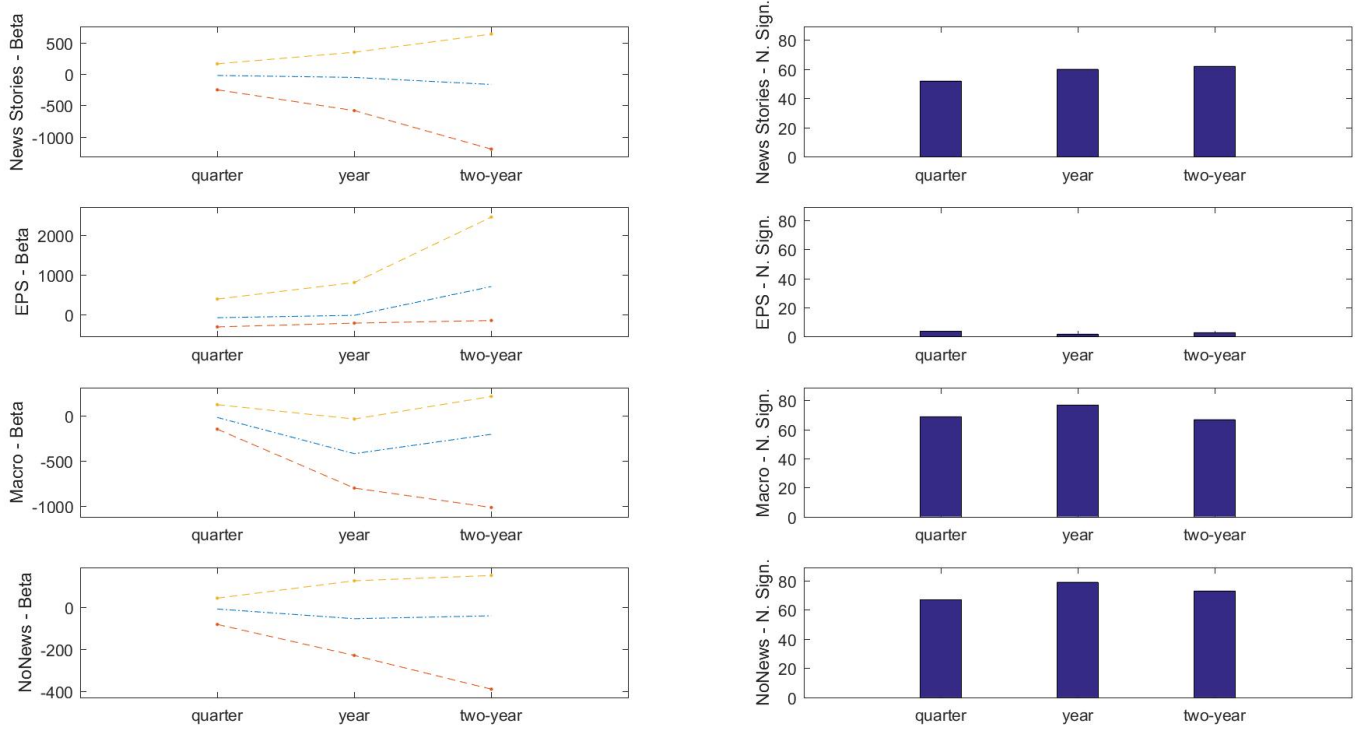 News Stories - Beta
500
0
-500
-1000
quarter year two-year
News Stories - N. Sign.
80
60
40
20
0
quarter year two-year
EPS - Beta
2000
1000
0
quarter year two-year
EPS - N. Sign.
80
60
40
20
0
quarter year two-year
Macro - Beta
0
-500
-1000
quarter year two-year
Macro - N. Sign.
80
60
40
20
0
quarter year two-year
NoNews - Beta
0
-200
-400
quarter year two-year
NoNews - N. Sign.
80
60
40
20
0
quarter year two-year